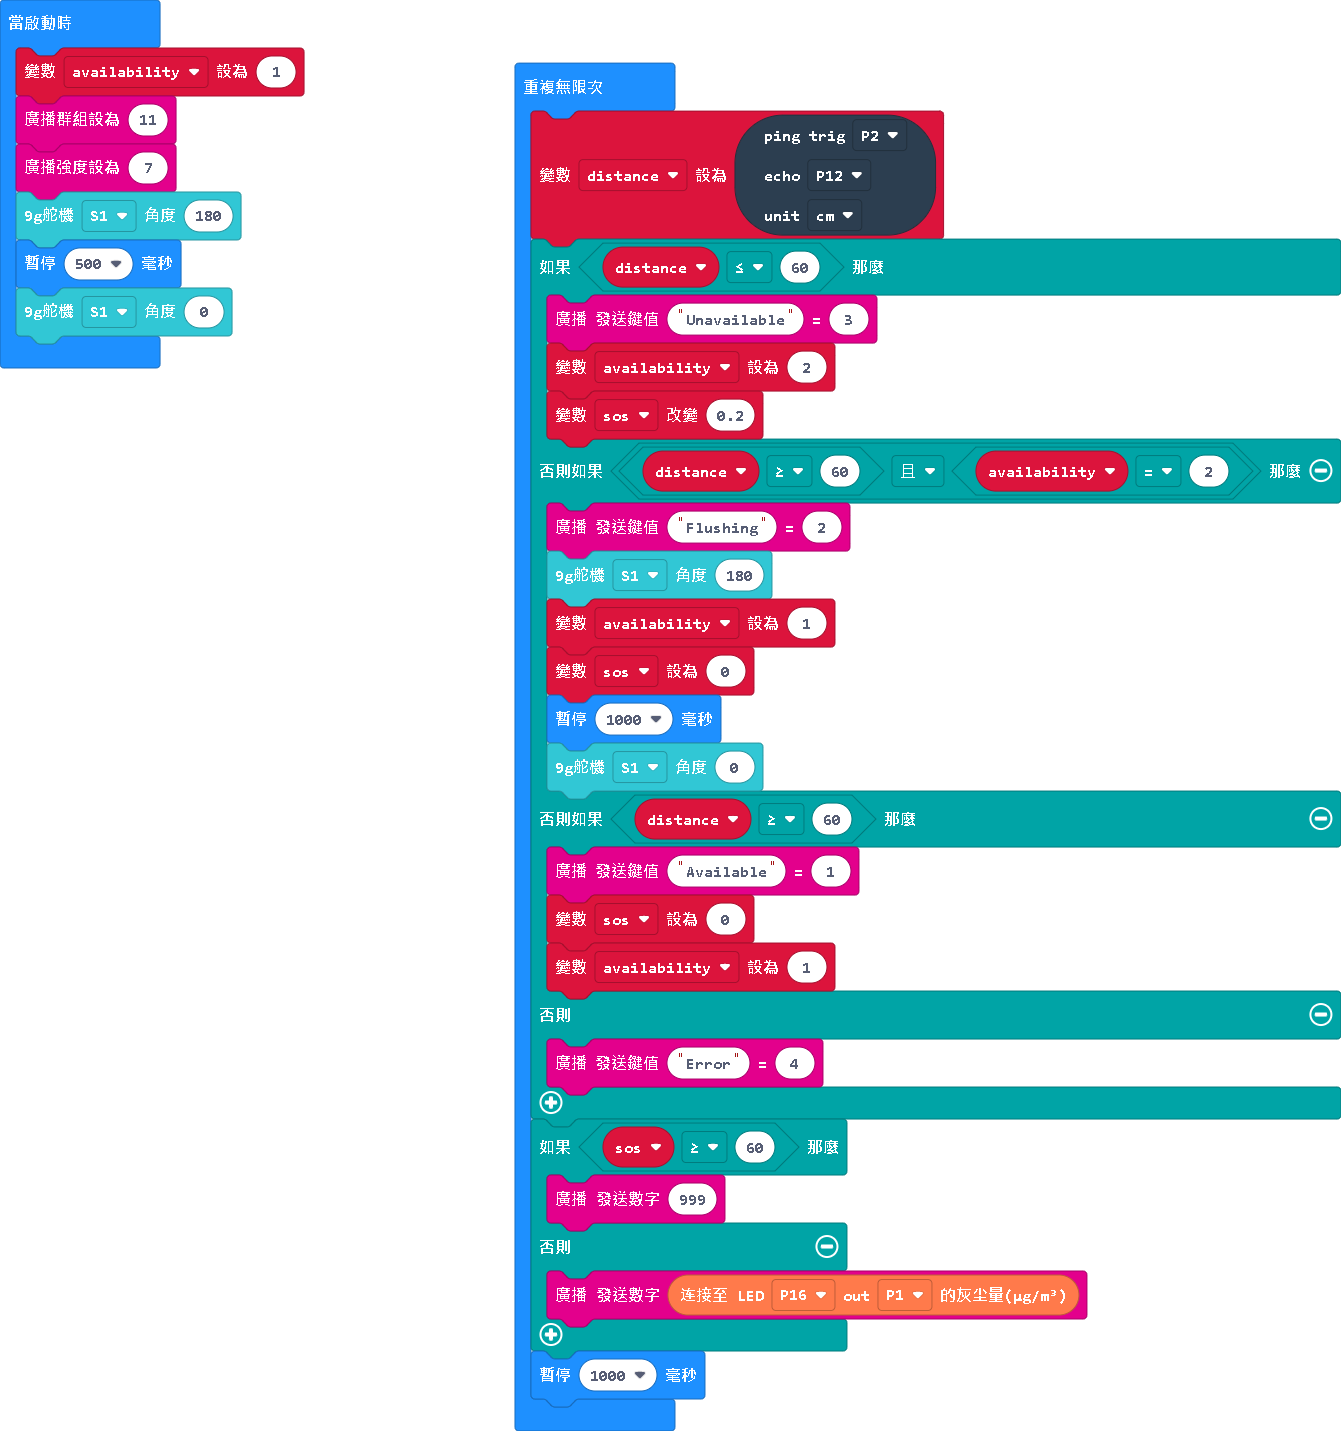 當啟動時
變數 availability 設為 1
廣播群組設為 11
廣播強度設為 7
9g舵機 S1 角度 180
暫停 500 毫秒
9g舵機 S1 角度 0
重複無限次
變數 distance 設為 ping trig P2
echo P12
unit cm
如果 distance ≤ 60 那麼
廣播 發送鍵值 "Unavailable" = 3
變數 availability 設為 2
變數 sos 改變 0.2
否則如果 distance ≥ 60 且 availability = 2 那麼
廣播 發送鍵值 "Flushing" = 2
9g舵機 S1 角度 180
變數 availability 設為 1
變數 sos 設為 0
暫停 1000 毫秒
9g舵機 S1 角度 0
否則如果 distance ≥ 60 那麼
廣播 發送鍵值 "Available" = 1
變數 sos 設為 0
變數 availability 設為 1
否則
廣播 發送鍵值 "Error" = 4
如果 sos ≥ 60 那麼
廣播 發送數字 999
否則
廣播 發送數字 连接至 LED P16 out P1 的灰尘量(μg/m³)
暫停 1000 毫秒